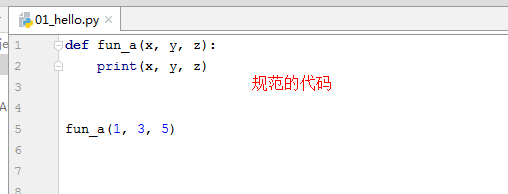 01_hello.py
je
1 def fun_a(x, y, z):
2 print(x, y, z)
规范的代码
3
A
4
5 fun_a(1, 3, 5)
6
7
8